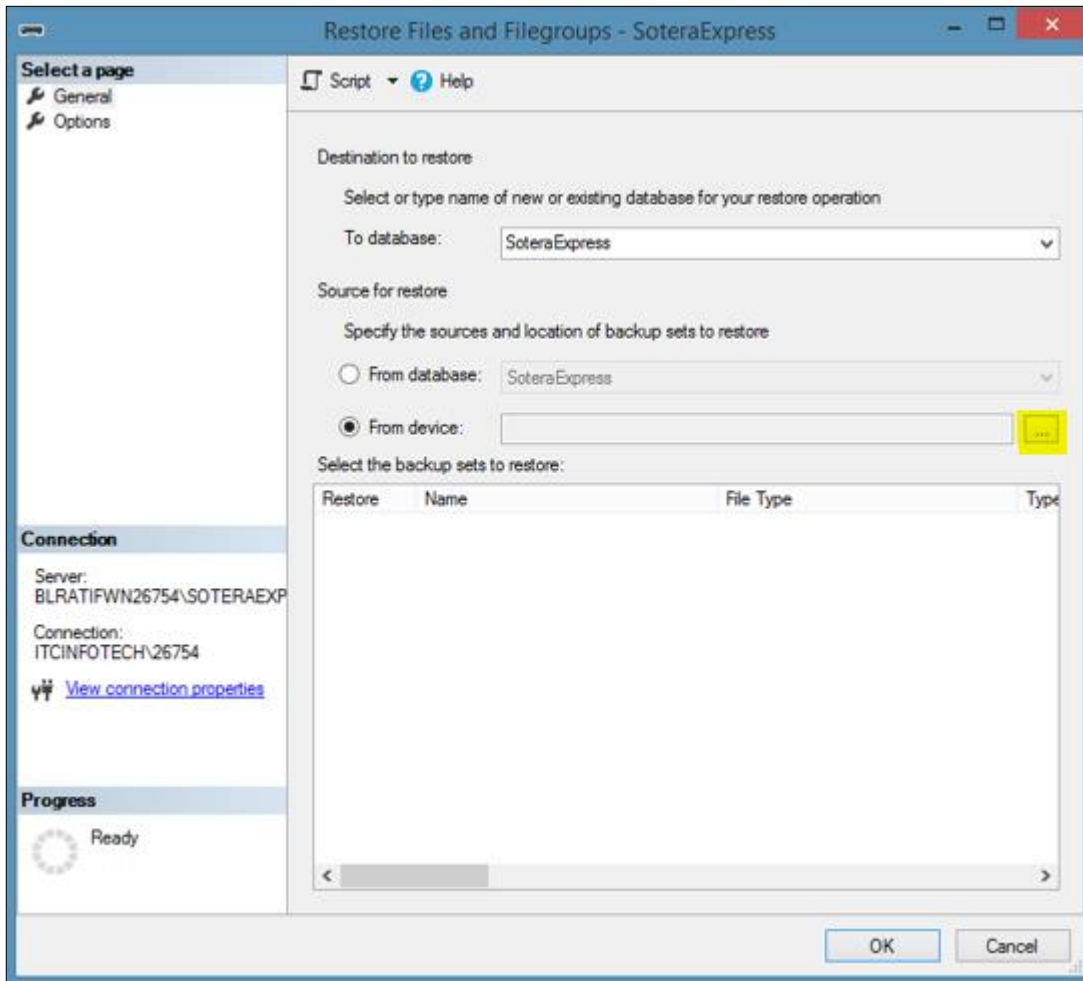 Restore Files and Filegroups - SoteraExpress
Select a page
General
Options
Script
Help
Destination to restore
Select or type name of new or existing database for your restore operation
To database:
SoteraExpress
Source for restore
Specify the sources and location of backup sets to restore
From database:
SoteraExpress
From device:
...
Select the backup sets to restore:
Restore Name File Type Type
Connection
Server:
BLRATIFWN26754\SOTERAEXP
Connection:
ITCINFOTECH\26754
View connection properties
Progress
Ready
OK Cancel